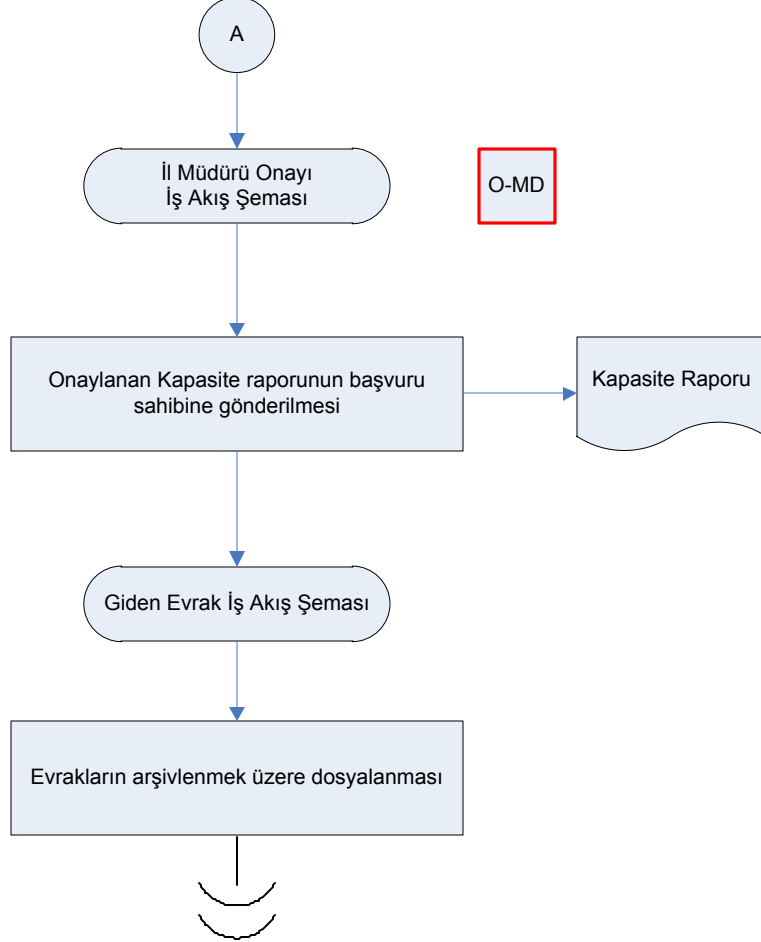 A
İl Müdürü Onayı
İş Akış Şeması
O-MD
Onaylanan Kapasite raporunun başvuru
sahibine gönderilmesi
Kapasite Raporu
Giden Evrak İş Akış Şeması
Evrakların arşivlenmek üzere dosyalanması